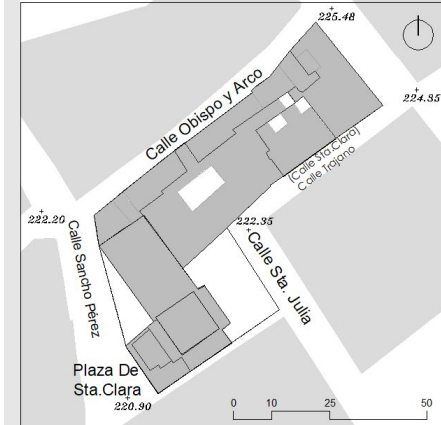 225.48
224.85
Calle Obispo y Arco
(Calle Sta.Clara)
Calle Trajano
222.20
222.35
Calle Sancho Pérez
Calle Sta. Julia
Plaza De
Sta.Clara
220.90
0 10 25 50